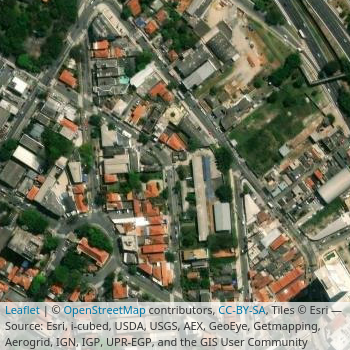 Leaflet | © OpenStreetMap contributors, CC-BY-SA, Tiles © Esri —
Source: Esri, i-cubed, USDA, USGS, AEX, GeoEye, Getmapping,
Aerogrid, IGN, IGP, UPR-EGP, and the GIS User Community